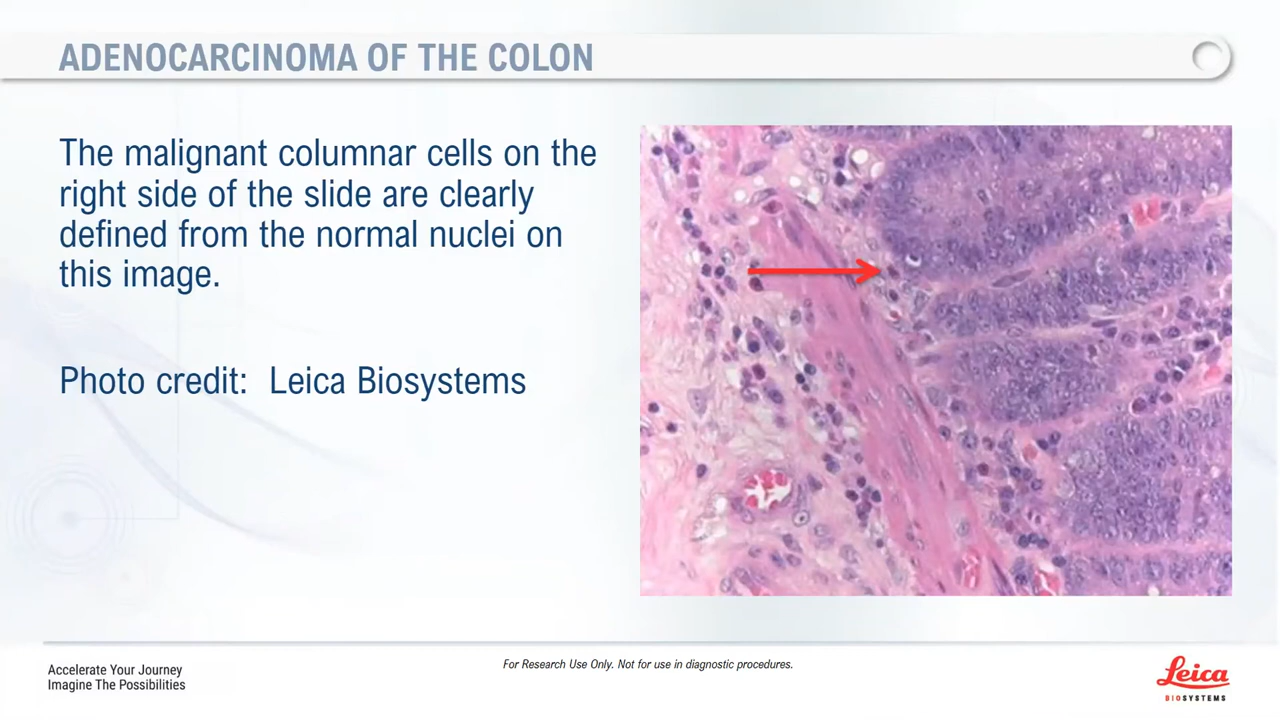 ADENOCARCINOMA OF THE COLON
The malignant columnar cells on the
right side of the slide are clearly
defined from the normal nuclei on
this image.
Photo credit: Leica Biosystems
Accelerate Your Journey
Imagine The Possibilities
For Research Use Only. Not for use in diagnostic procedures.
Leica
BIOSYSTEMS